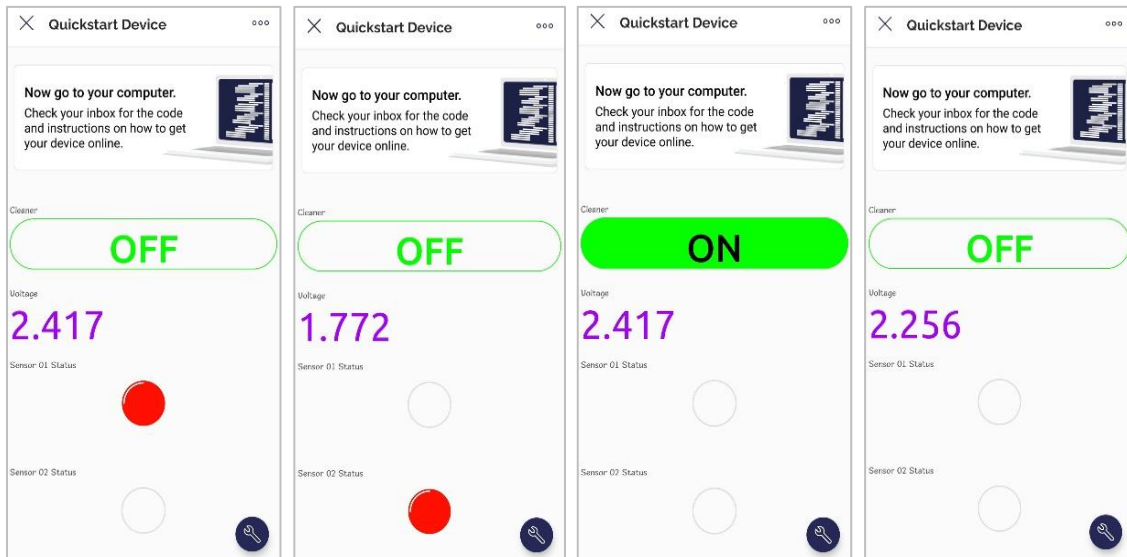 Quickstart Device
Now go to your computer.
Check your inbox for the code
and instructions on how to get
your device online.
Cleaner
OFF
Voltage
2.417
Sensor 01 Status
Sensor 02 Status
Quickstart Device
Now go to your computer.
Check your inbox for the code
and instructions on how to get
your device online.
Cleaner
OFF
Voltage
1.772
Sensor 01 Status
Sensor 02 Status
Quickstart Device
Now go to your computer.
Check your inbox for the code
and instructions on how to get
your device online.
Cleaner
ON
Voltage
2.417
Sensor 01 Status
Sensor 02 Status
Quickstart Device
Now go to your computer.
Check your inbox for the code
and instructions on how to get
your device online.
Cleaner
OFF
Voltage
2.256
Sensor 01 Status
Sensor 02 Status